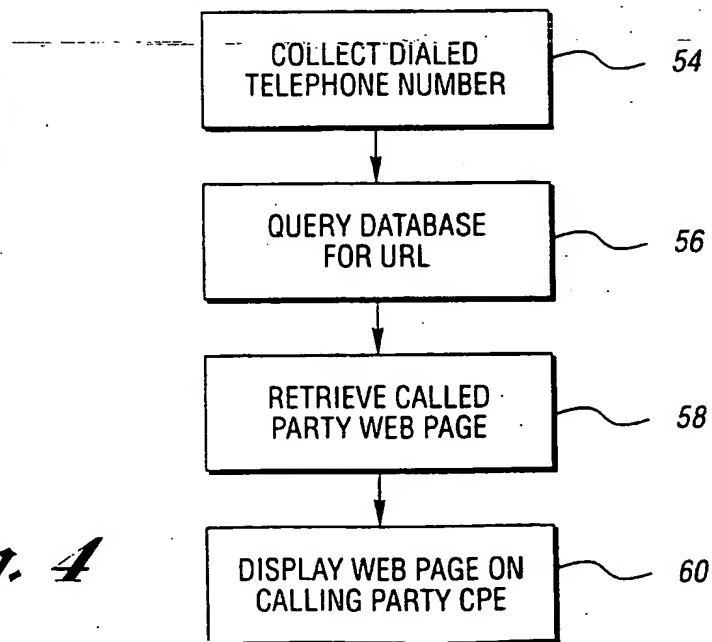 COLLECT DIALED
TELEPHONE NUMBER
54
QUERY DATABASE
FOR URL
56
RETRIEVE CALLED
PARTY WEB PAGE
58
DISPLAY WEB PAGE ON
CALLING PARTY CPE
60
4